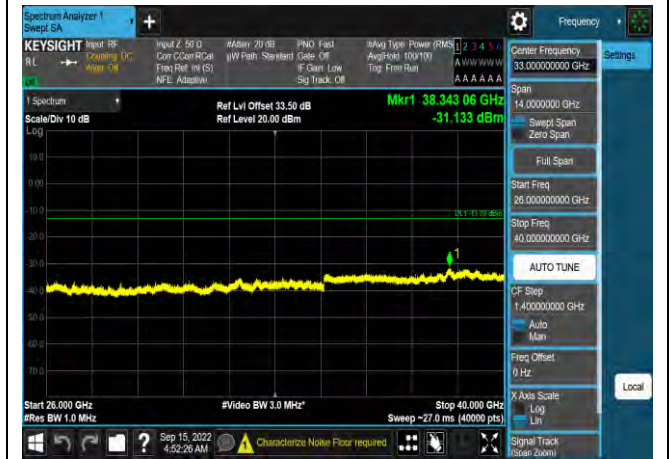 Spectrum Analyzer 1
Swept SA
+
Frequency
KEYSIGHT
Input: RF
Coupling: DC
Align: Off
RL
Input Z: 50 Ω
Corr CCorr RCal
Freq Ref: Int (S)
NFE: Adaptive
#Atten: 20 dB
µW Path: Standard
PNO: Fast
Gate: Off
IF Gain: Low
Sig Track: Off
#Avg Type: Power (RMS
Avg|Hold: 100/100
Trig: Free Run
1 2 3 4 5 6
A W W W W W
A A A A A A
Center Frequency
33.000000000 GHz
Settings
1 Spectrum
Scale/Div 10 dB
Log
Ref Lvl Offset 33.50 dB
Ref Level 20.00 dBm
Mkr1 38.343 06 GHz
-31.133 dBm
Span
14.0000000 GHz
Swept Span
Zero Span
Full Span
Start Freq
26.000000000 GHz
Stop Freq
40.000000000 GHz
AUTO TUNE
CF Step
1.400000000 GHz
Auto
Man
Freq Offset
0 Hz
X Axis Scale
Log
Lin
Signal Track
(Span Zoom)
Local
10.0
0.00
-10.0
DL1 -13.00 dBm
-20.0
-30.0
1
-40.0
-50.0
-60.0
-70.0
Start 26.000 GHz
#Res BW 1.0 MHz
#Video BW 3.0 MHz*
Stop 40.000 GHz
Sweep ~27.0 ms (40000 pts)
?
Sep 15, 2022
4:52:26 AM
Characterize Noise Floor required